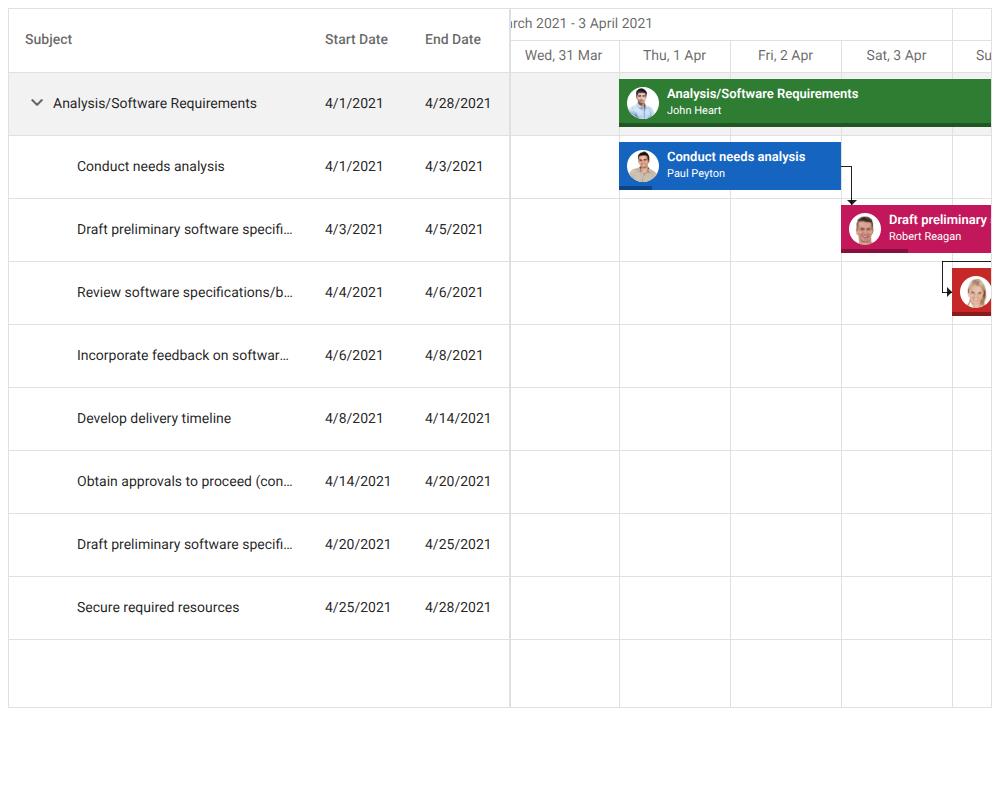 Subject Start Date End Date
rch 2021 - 3 April 2021
Wed, 31 Mar Thu, 1 Apr Fri, 2 Apr Sat, 3 Apr Su
Analysis/Software Requirements 4/1/2021 4/28/2021
Analysis/Software Requirements
John Heart
Conduct needs analysis 4/1/2021 4/3/2021
Conduct needs analysis
Paul Peyton
Draft preliminary software specifi... 4/3/2021 4/5/2021
Draft preliminary
Robert Reagan
Review software specifications/b... 4/4/2021 4/6/2021
Incorporate feedback on softwar... 4/6/2021 4/8/2021
Develop delivery timeline 4/8/2021 4/14/2021
Obtain approvals to proceed (con... 4/14/2021 4/20/2021
Draft preliminary software specifi... 4/20/2021 4/25/2021
Secure required resources 4/25/2021 4/28/2021